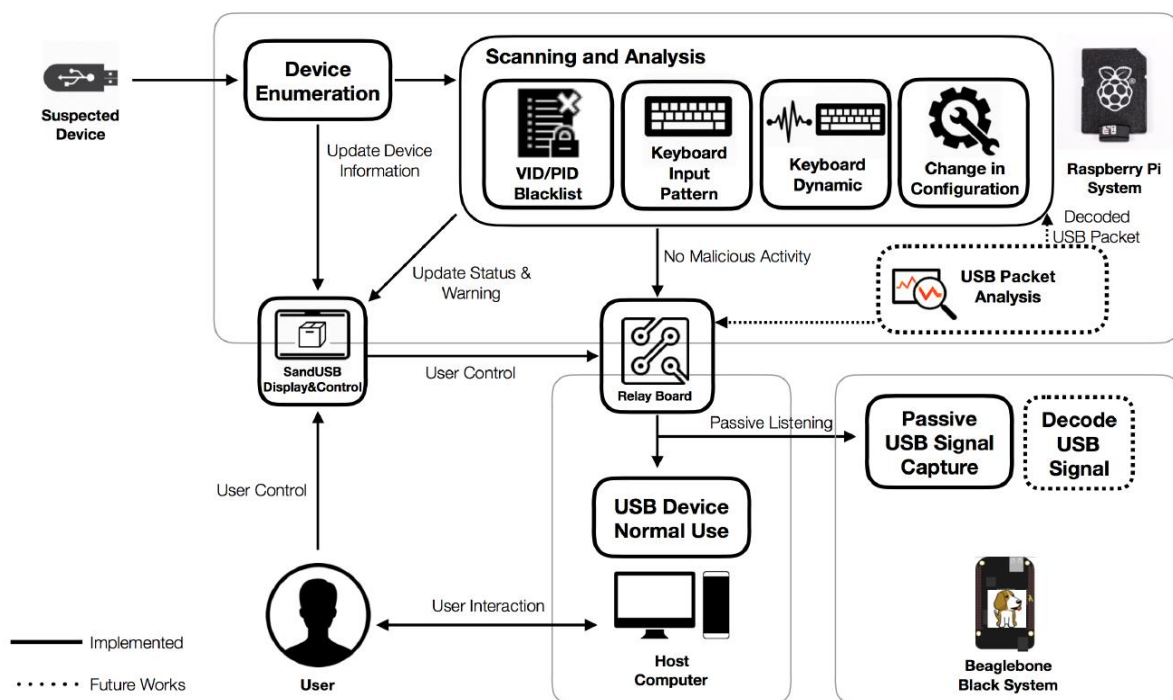 Suspected
Device
Device
Enumeration
Update Device
Information
Scanning and Analysis
VID/PID
Blacklist
Keyboard
Input
Pattern
Keyboard
Dynamic
Change in
Configuration
Raspberry Pi
System
Decoded
USB Packet
USB Packet
Analysis
No Malicious Activity
Update Status &
Warning
SandUSB
Display&Control
User Control
Relay Board
Passive Listening
Passive
USB Signal
Capture
Decode
USB
Signal
User Control
USB Device
Normal Use
User Interaction
User
Host
Computer
Beaglebone
Black System
Implemented
Future Works